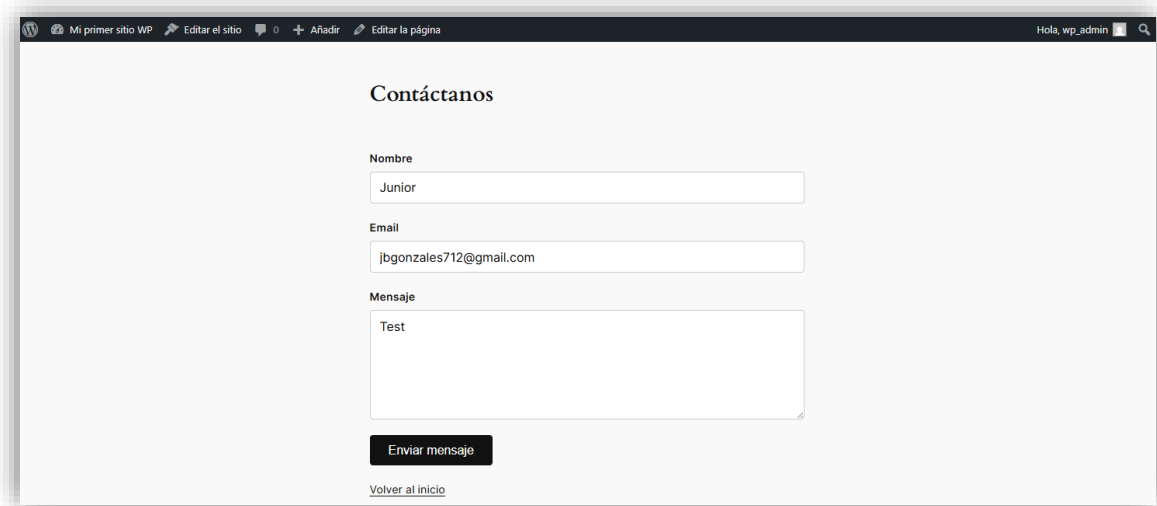 Mi primer sitio WP Editar el sitio 0 Añadir Editar la página Hola, wp_admin
Contáctanos
Nombre
Junior
Email
jbgonzales712@gmail.com
Mensaje
Test
Enviar mensaje
Volver al inicio